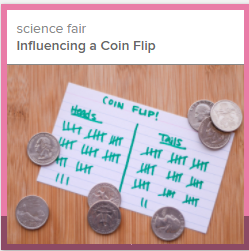 science fair
Influencing a Coin Flip
COIN FLIP!
Heads
Tails